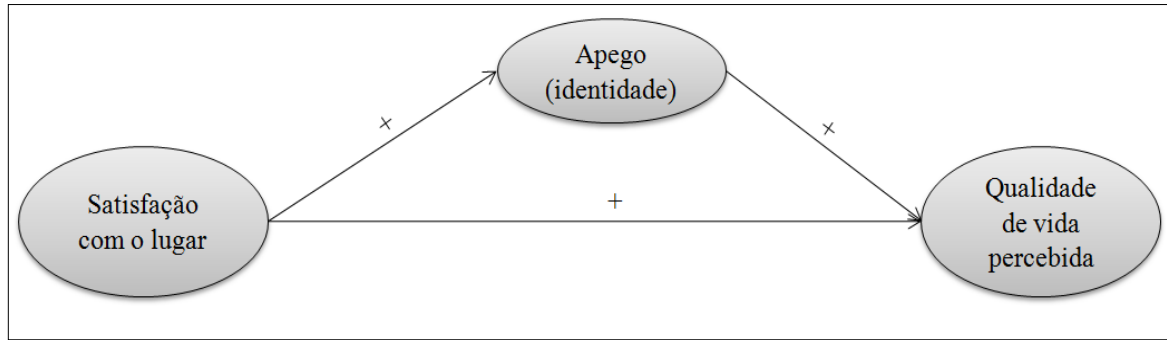 Apego
(identidade)
+
+
Satisfação
com o lugar
+
Qualidade
de vida
percebida